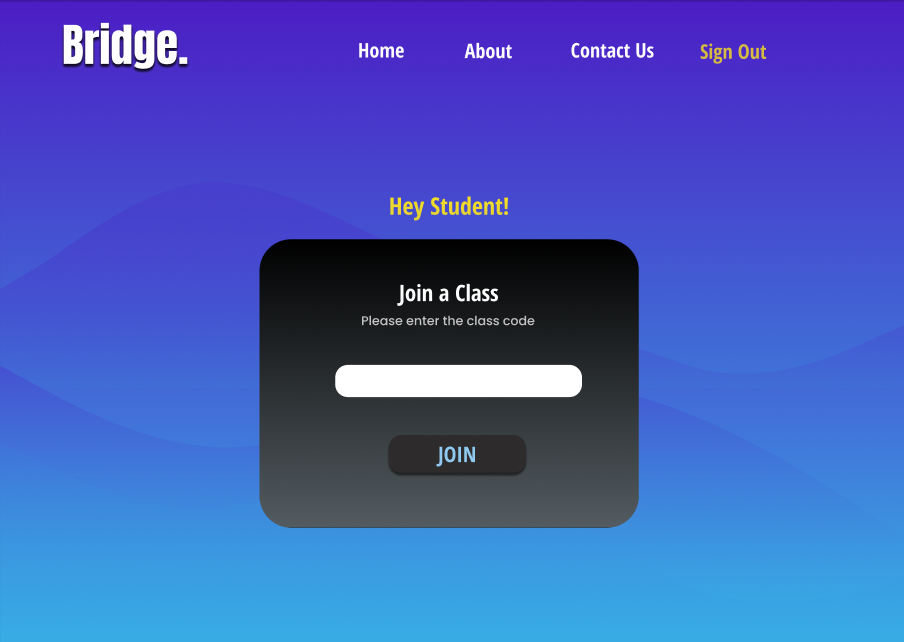 Bridge.
Home About Contact Us Sign Out
Hey Student!
Join a Class
Please enter the class code
JOIN